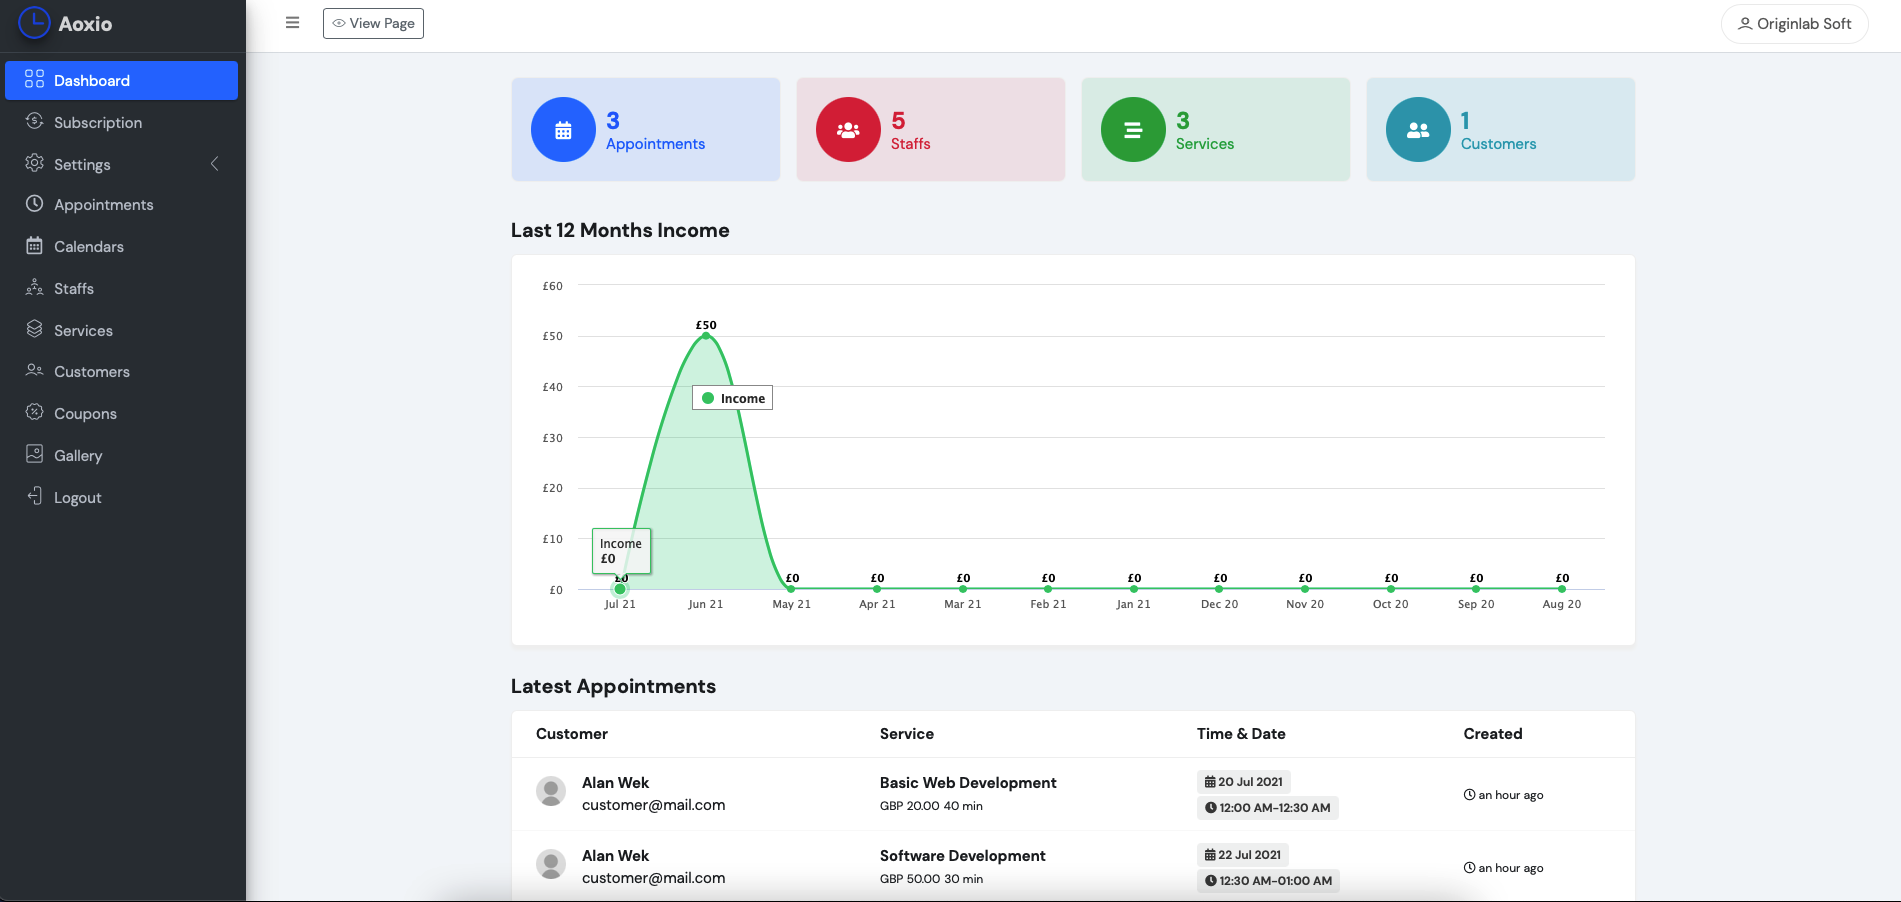 Aoxio
View Page
Originlab Soft
Dashboard
Subscription
Settings
Appointments
Calendars
Staffs
Services
Customers
Coupons
Gallery
Logout
3
Appointments
5
Staffs
3
Services
1
Customers
Last 12 Months Income
£60
£50
£40
£30
£20
£10
£0
£50
Income
Income
£0
£0
£0
£0
£0
£0
£0
£0
£0
£0
£0
£0
Jul 21
Jun 21
May 21
Apr 21
Mar 21
Feb 21
Jan 21
Dec 20
Nov 20
Oct 20
Sep 20
Aug 20
Latest Appointments
Customer Service Time & Date Created
Alan Wek
customer@mail.com
Basic Web Development
GBP 20.00 40 min
20 Jul 2021
12:00 AM-12:30 AM
an hour ago
Alan Wek
customer@mail.com
Software Development
GBP 50.00 30 min
22 Jul 2021
12:30 AM-01:00 AM
an hour ago